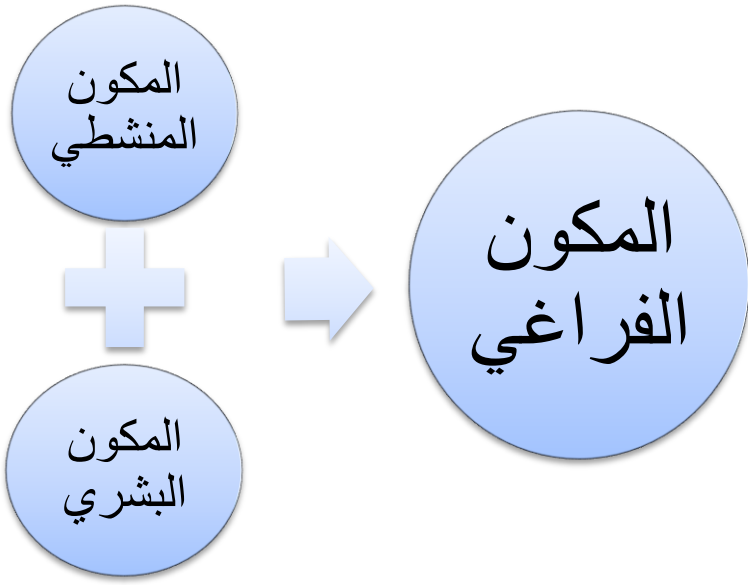 المكون
المنشطي
المكون
البشري
المكون
الفراغي